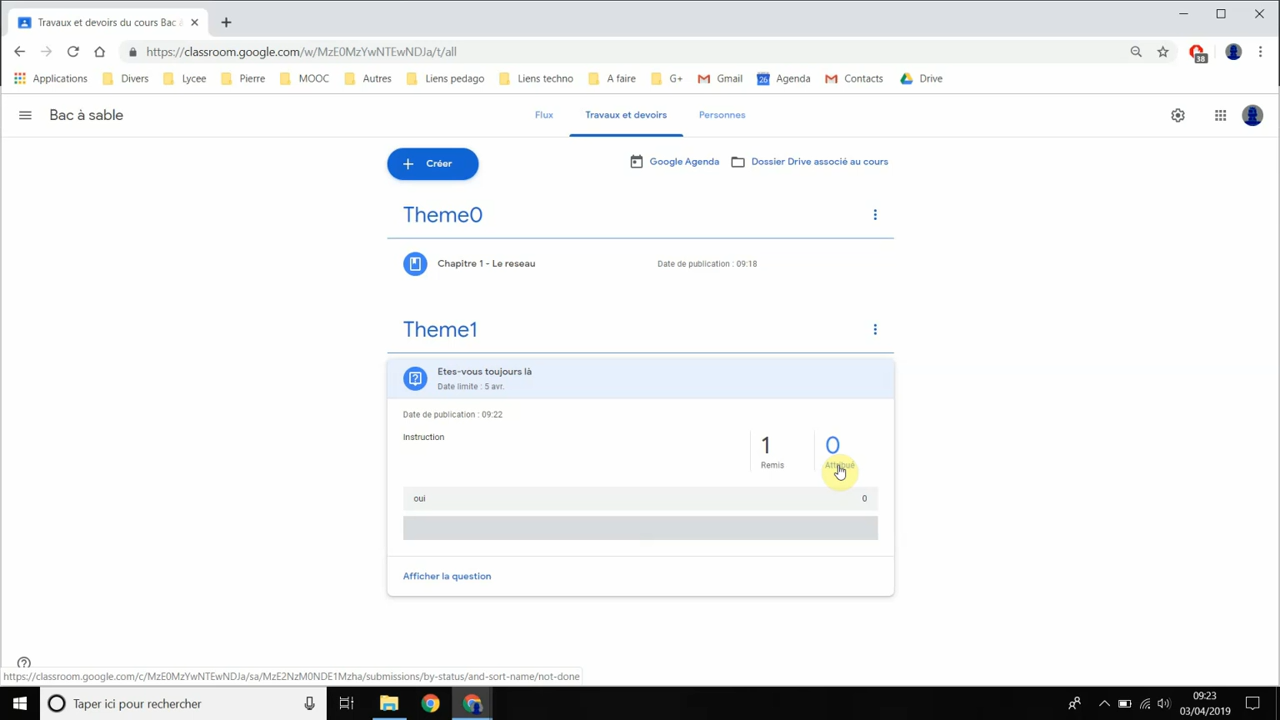 Travaux et devoirs du cours Bac à
https://classroom.google.com/w/MzE0MzYwNTEwNDJa/t/all
38
Applications Divers Lycee Pierre MOOC Autres Liens pedago Liens techno A faire G+ Gmail 26 Agenda Contacts Drive
Bac à sable Flux Travaux et devoirs Personnes
Créer Google Agenda Dossier Drive associé au cours
Theme0
Chapitre 1 - Le reseau Date de publication : 09:18
Theme1
Etes-vous toujours là
Date limite : 5 avr.
Date de publication : 09:22
Instruction 1 0
Remis Attribué
oui 0
Afficher la question
https://classroom.google.com/c/MzE0MzYwNTEwNDJa/sa/MzE2NzM0NDE1Mzha/submissions/by-status/and-sort-name/not-done
Taper ici pour rechercher
09:23
03/04/2019